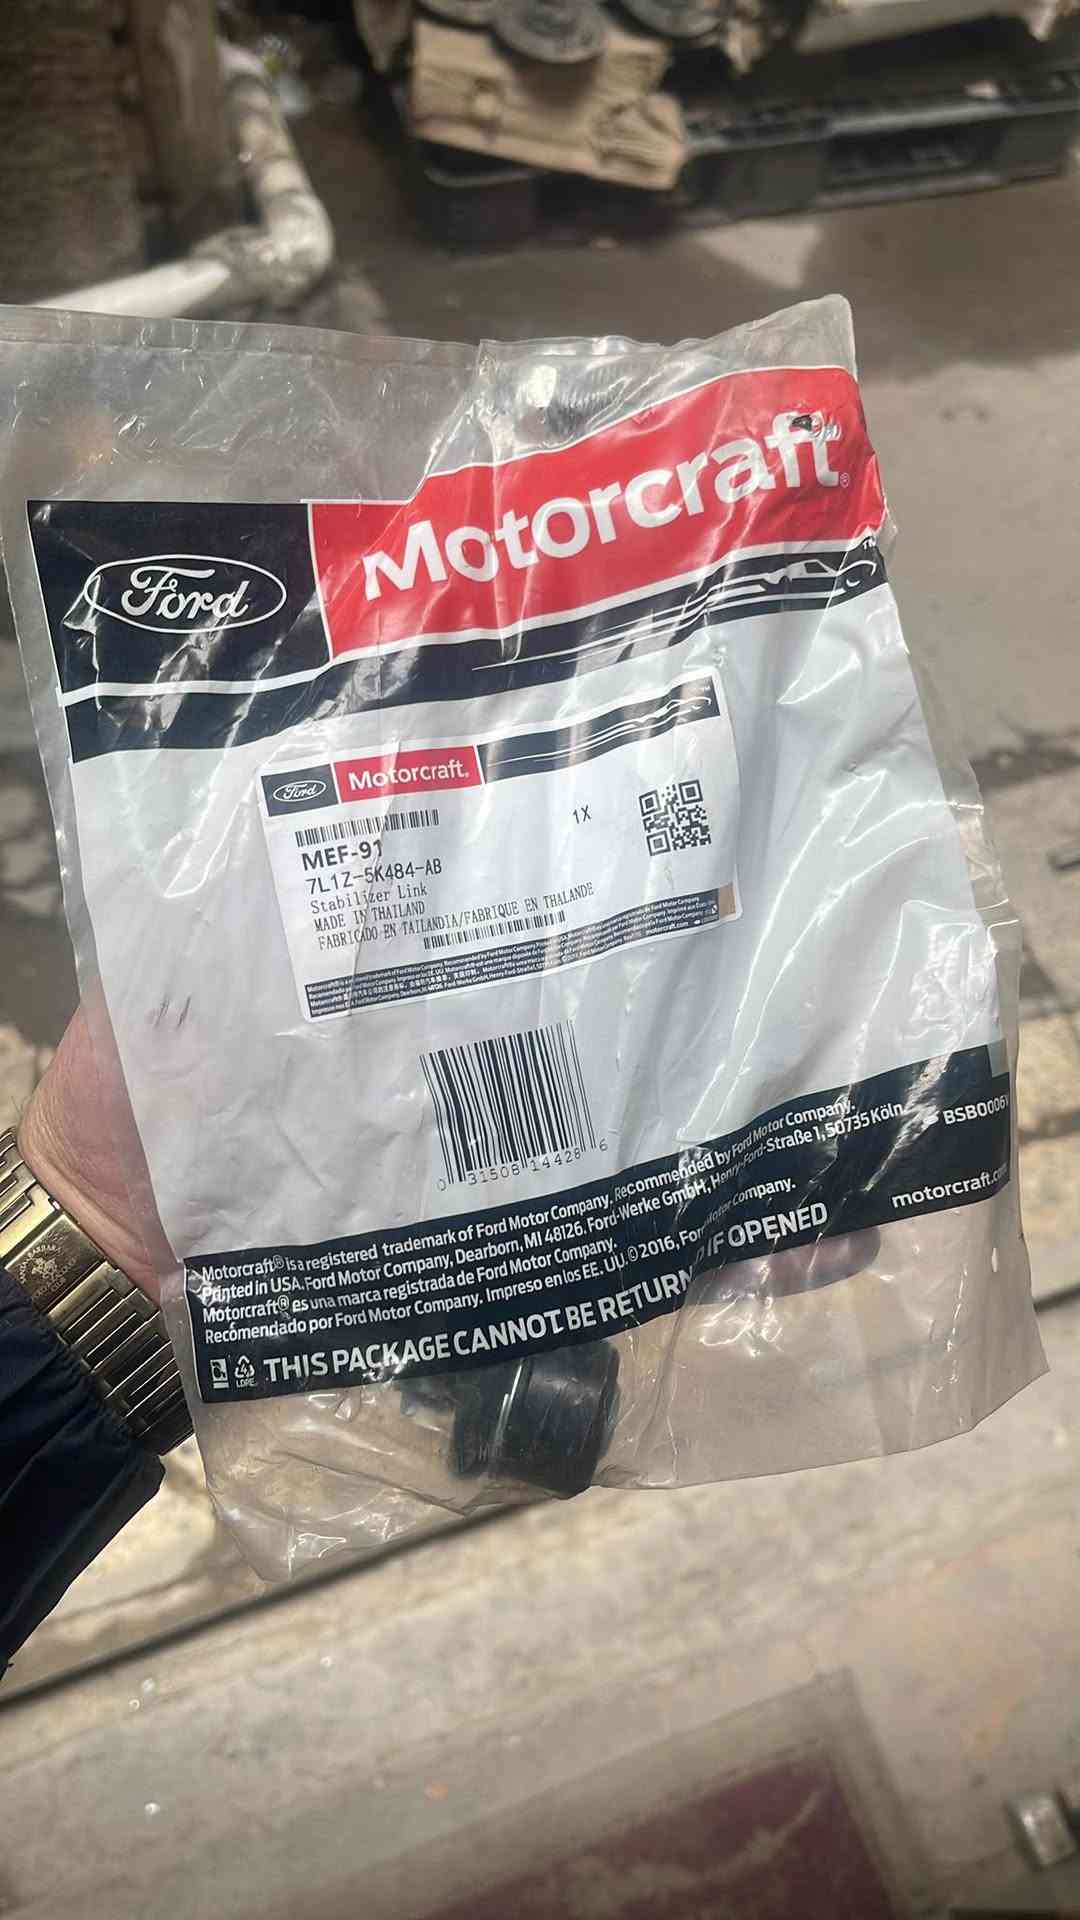 Ford
Motorcraft®
TM
TM
Ford
Motorcraft®
MEF-91
1X
7L1Z-5K484-AB
Stabilizer Link
MADE IN THAILAND
FABRICADO EN TAILANDIA/FABRIQUE EN THALANDE
0 31508 14428 6
Motorcraft® is a registered trademark of Ford Motor Company. Recommended by Ford Motor Company.
Printed in USA. Ford Motor Company, Dearborn, MI 48126. Ford-Werke GmbH, Henry-Ford-Straße 1, 50735 Köln.
Motorcraft® es una marca registrada de Ford Motor Company. Impreso en los EE. UU. © 2016, Ford Motor Company.
Recomendado por Ford Motor Company.
BSB0006
motorcraft.com
LDPE
THIS PACKAGE CANNOT BE RETURN D IF OPENED